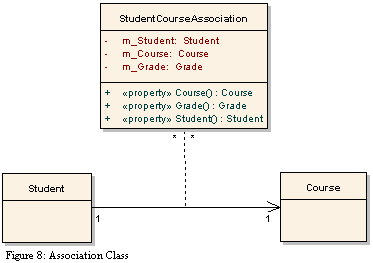 StudentCourseAssociation
- m_Student: Student
- m_Course: Course
- m_Grade: Grade
+ «property» Course() : Course
+ «property» Grade() : Grade
+ «property» Student() : Student
* *
Student
Course
1 1
Figure 8: Association Class